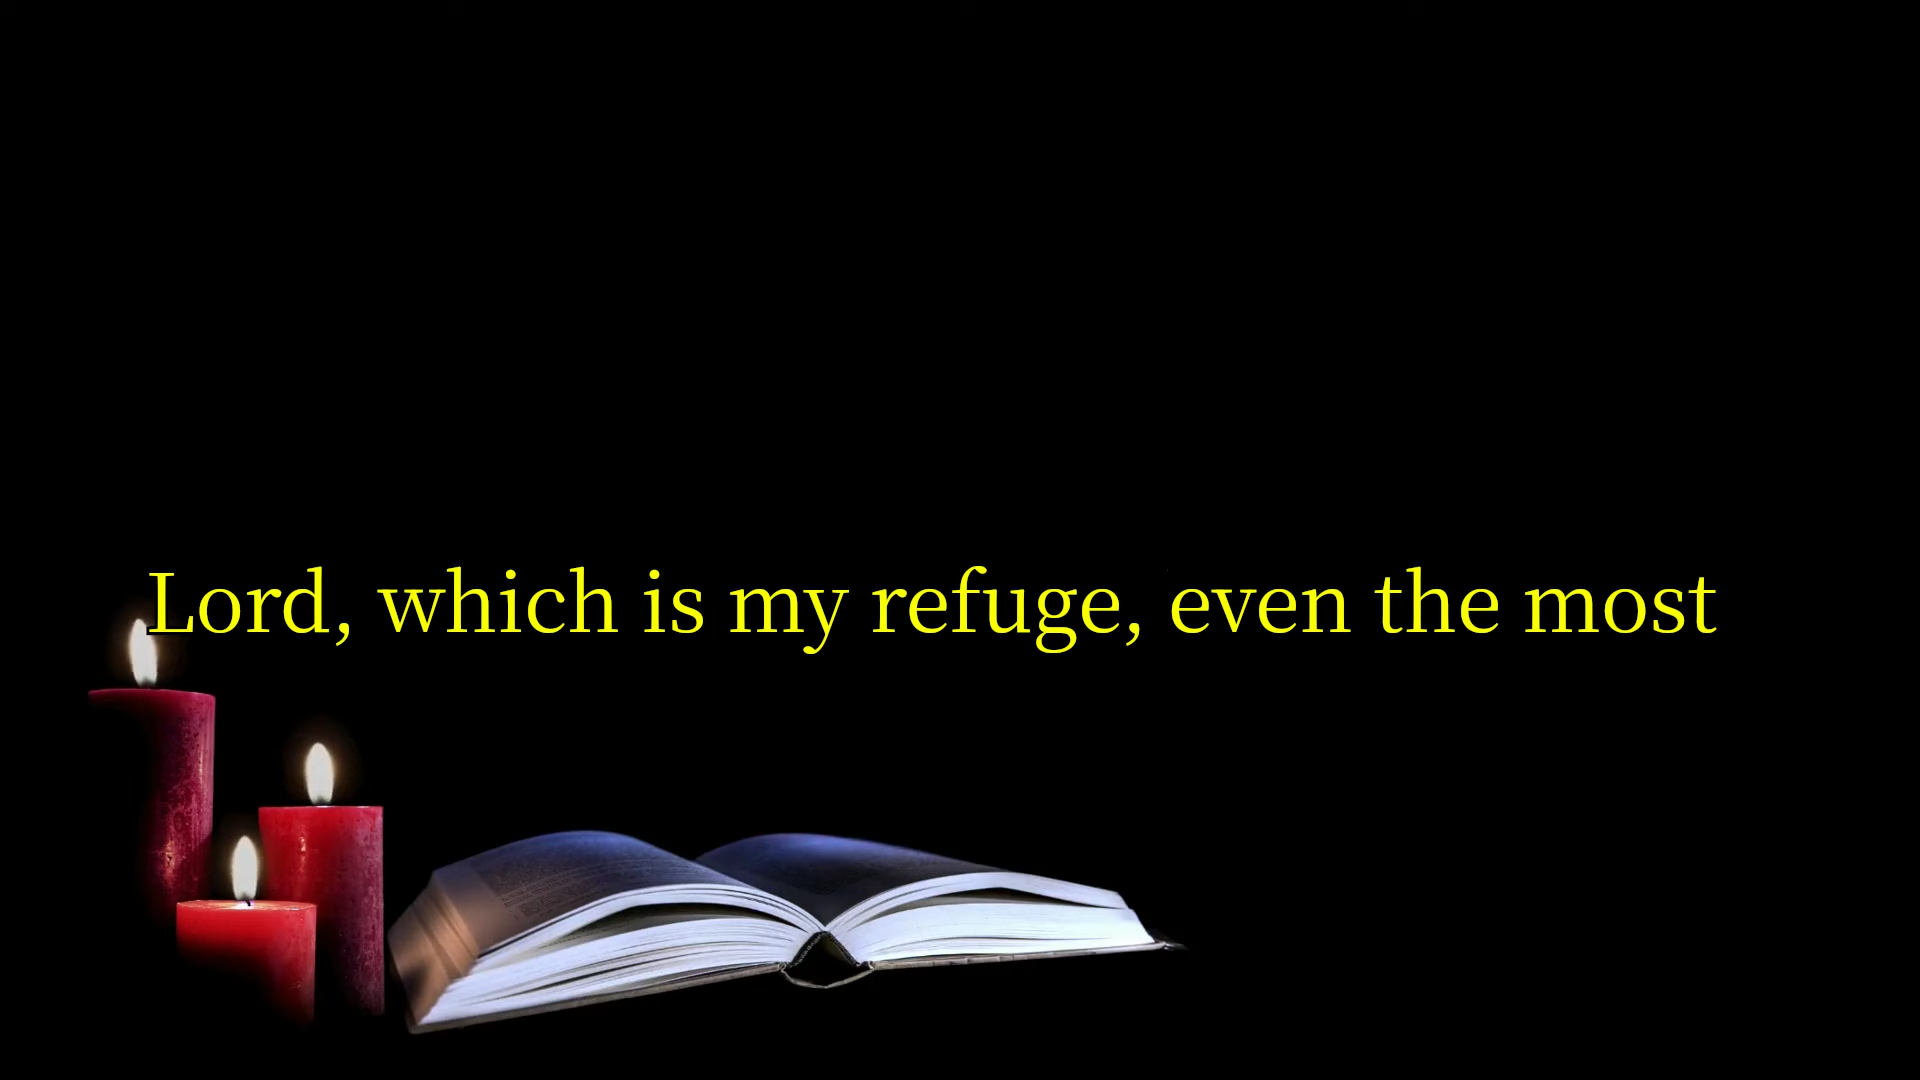 Lord, which is my refuge, even the most